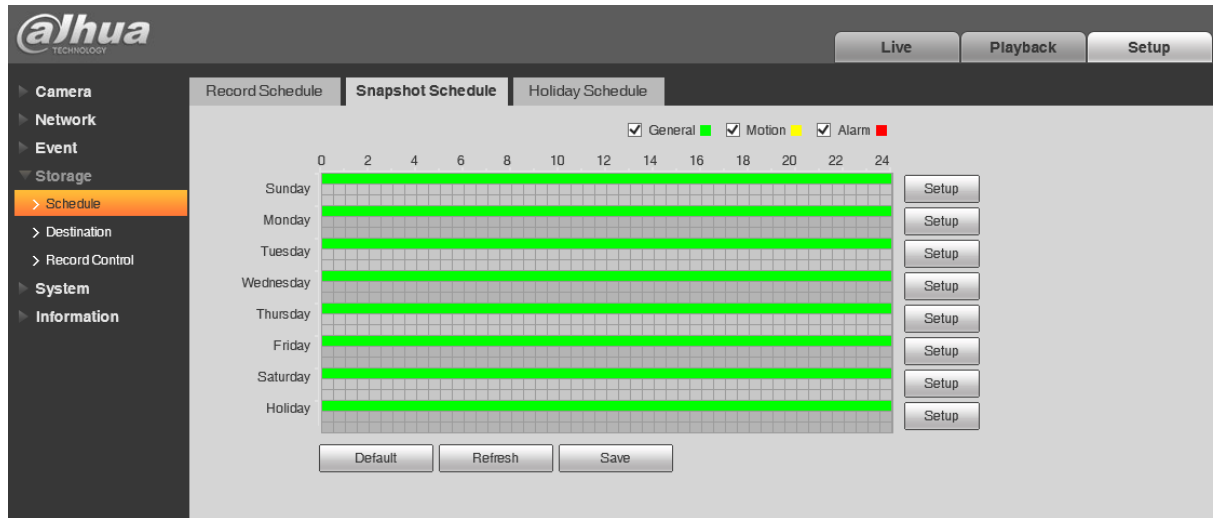 alhua
TECHNOLOGY
Live Playback Setup
Camera
Network
Event
Storage
Schedule
Destination
Record Control
System
Information
Record Schedule Snapshot Schedule Holiday Schedule
General Motion Alarm
0 2 4 6 8 10 12 14 16 18 20 22 24
Sunday Setup
Monday Setup
Tuesday Setup
Wednesday Setup
Thursday Setup
Friday Setup
Saturday Setup
Holiday Setup
Default Refresh Save